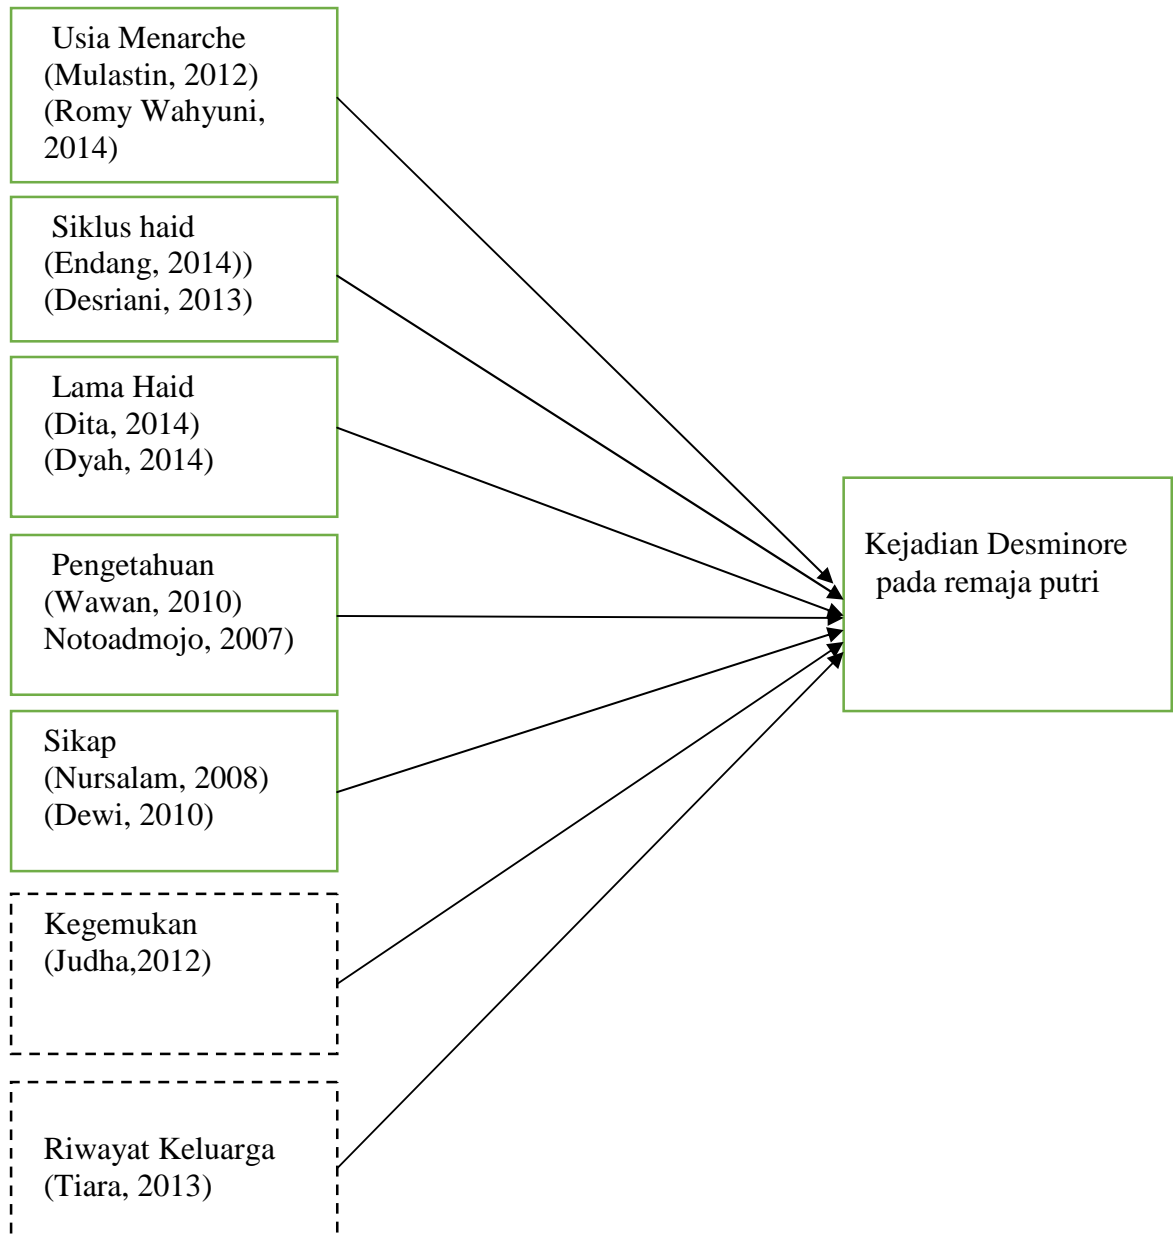 Usia Menarche
(Mulastin, 2012)
(Romy Wahyuni,
2014)
Siklus haid
(Endang, 2014))
(Desriani, 2013)
Lama Haid
(Dita, 2014)
(Dyah, 2014)
Pengetahuan
(Wawan, 2010)
Notoadmojo, 2007)
Sikap
(Nursalam, 2008)
(Dewi, 2010)
Kegemukan
(Judha,2012)
Riwayat Keluarga
(Tiara, 2013)
Kejadian Desminore
pada remaja putri